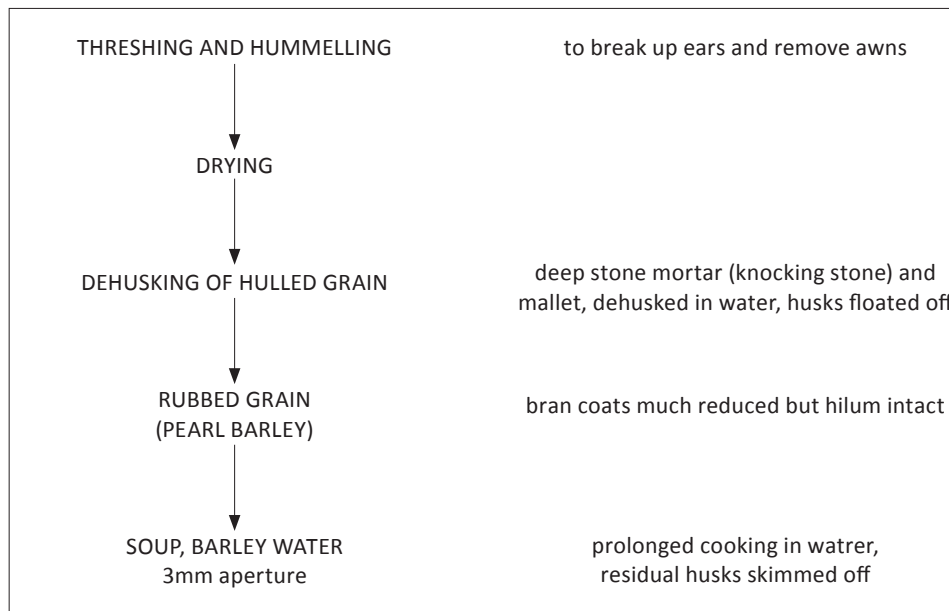 THRESHING AND HUMMELLING
to break up ears and remove awns
DRYING
DEHUSKING OF HULLED GRAIN
deep stone mortar (knocking stone) and
mallet, dehusked in water, husks floated off
RUBBED GRAIN
(PEARL BARLEY)
bran coats much reduced but hilum intact
SOUP, BARLEY WATER
3mm aperture
prolonged cooking in watrer,
residual husks skimmed off